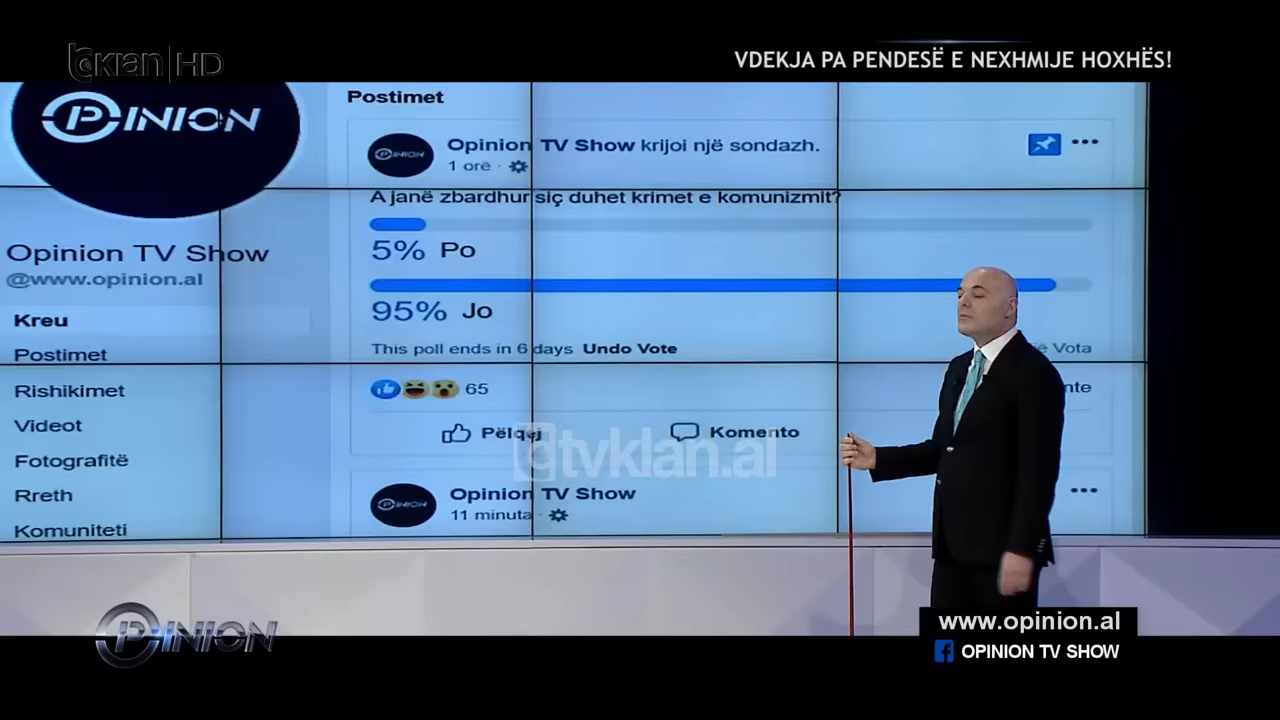 tvklan HD
VDEKJA PA PENDESË E NEXHMIJE HOXHËS!
OPINION
Postimet
OPINION
Opinion TV Show krijoi një sondazh.
1 orë
A janë zbardhur siç duhet krimet e komunizmit?
5% Po
95% Jo
This poll ends in 6 days Undo Vote
Vota
65
Pëlqej
Komento
OPINION
Opinion TV Show
11 minuta
Opinion TV Show
@www.opinion.al
Kreu
Postimet
Rishikimet
Videot
Fotografitë
Rreth
Komuniteti
tvklan.al
OPINION
www.opinion.al
OPINION TV SHOW